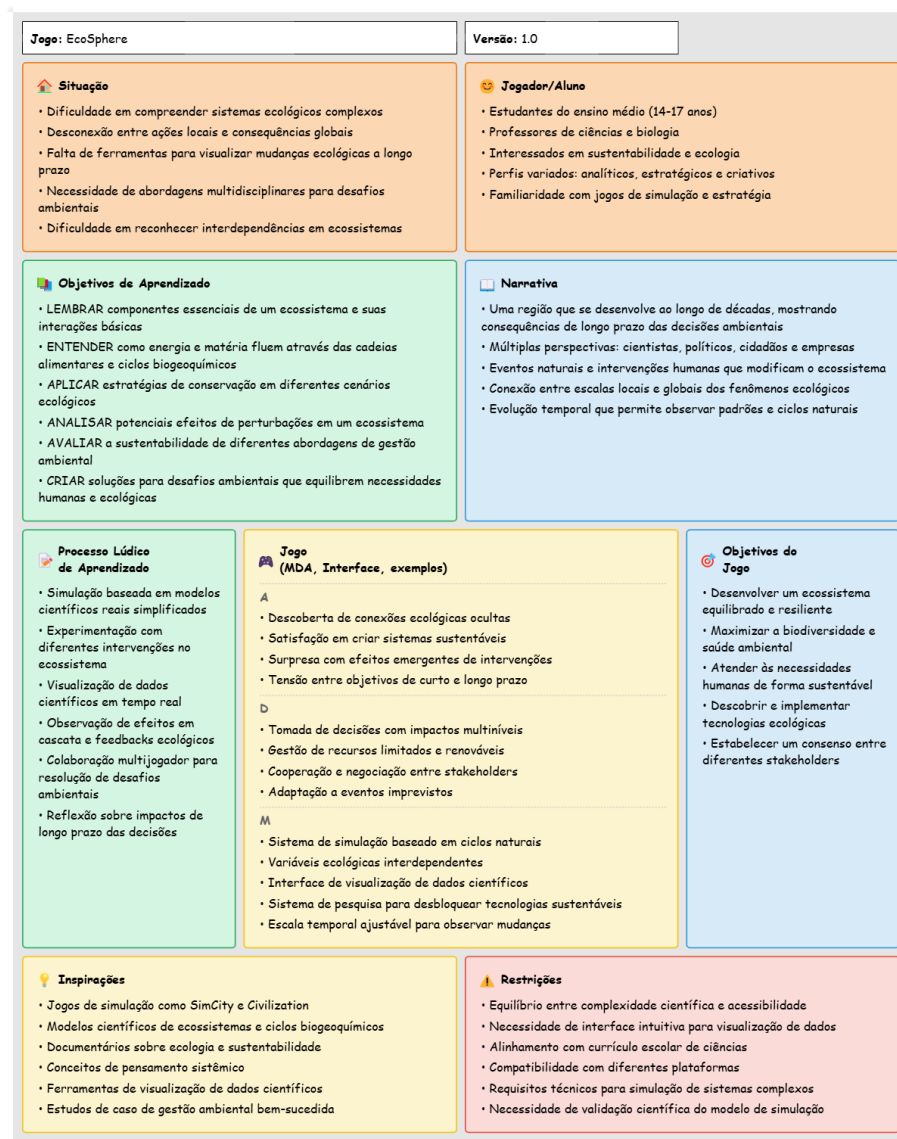 Jogo: EcoSphere
Versão: 1.0
Situação
• Dificuldade em compreender sistemas ecológicos complexos
• Desconexão entre ações locais e consequências globais
• Falta de ferramentas para visualizar mudanças ecológicas a longo
prazo
• Necessidade de abordagens multidisciplinares para desafios
ambientais
• Dificuldade em reconhecer interdependências em ecossistemas
Jogador/Aluno
• Estudantes do ensino médio (14-17 anos)
• Professores de ciências e biologia
• Interessados em sustentabilidade e ecologia
• Perfis variados: analíticos, estratégicos e criativos
• Familiaridade com jogos de simulação e estratégia
Objetivos de Aprendizado
• LEMBRAR componentes essenciais de um ecossistema e suas
interações básicas
• ENTENDER como energia e matéria fluem através das cadeias
alimentares e ciclos biogeoquímicos
• APLICAR estratégias de conservação em diferentes cenários
ecológicos
• ANALISAR potenciais efeitos de perturbações em um ecossistema
• AVALIAR a sustentabilidade de diferentes abordagens de gestão
ambiental
• CRIAR soluções para desafios ambientais que equilibrem necessidades
humanas e ecológicas
Narrativa
• Uma região que se desenvolve ao longo de décadas, mostrando
consequências de longo prazo das decisões ambientais
• Múltiplas perspectivas: cientistas, políticos, cidadãos e empresas
• Eventos naturais e intervenções humanas que modificam o ecossistema
• Conexão entre escalas locais e globais dos fenômenos ecológicos
• Evolução temporal que permite observar padrões e ciclos naturais
Processo Lúdico
de Aprendizado
• Simulação baseada em modelos
científicos reais simplificados
• Experimentação com
diferentes intervenções no
ecossistema
• Visualização de dados
científicos em tempo real
• Observação de efeitos em
cascata e feedbacks ecológicos
• Colaboração multijogador para
resolução de desafios
ambientais
• Reflexão sobre impactos de
longo prazo das decisões
Jogo
(MDA, Interface, exemplos)
A
• Descoberta de conexões ecológicas ocultas
• Satisfação em criar sistemas sustentáveis
• Surpresa com efeitos emergentes de intervenções
• Tensão entre objetivos de curto e longo prazo
D
• Tomada de decisões com impactos multiníveis
• Gestão de recursos limitados e renováveis
• Cooperação e negociação entre stakeholders
• Adaptação a eventos imprevistos
M
• Sistema de simulação baseado em ciclos naturais
• Variáveis ecológicas interdependentes
• Interface de visualização de dados científicos
• Sistema de pesquisa para desbloquear tecnologias sustentáveis
• Escala temporal ajustável para observar mudanças
Objetivos do
Jogo
• Desenvolver um ecossistema
equilibrado e resiliente
• Maximizar a biodiversidade e
saúde ambiental
• Atender às necessidades
humanas de forma sustentável
• Descobrir e implementar
tecnologias ecológicas
• Estabelecer um consenso entre
diferentes stakeholders
Inspirações
• Jogos de simulação como SimCity e Civilization
• Modelos científicos de ecossistemas e ciclos biogeoquímicos
• Documentários sobre ecologia e sustentabilidade
• Conceitos de pensamento sistêmico
• Ferramentas de visualização de dados científicos
• Estudos de caso de gestão ambiental bem-sucedida
Restrições
• Equilíbrio entre complexidade científica e acessibilidade
• Necessidade de interface intuitiva para visualização de dados
• Alinhamento com currículo escolar de ciências
• Compatibilidade com diferentes plataformas
• Requisitos técnicos para simulação de sistemas complexos
• Necessidade de validação científica do modelo de simulação